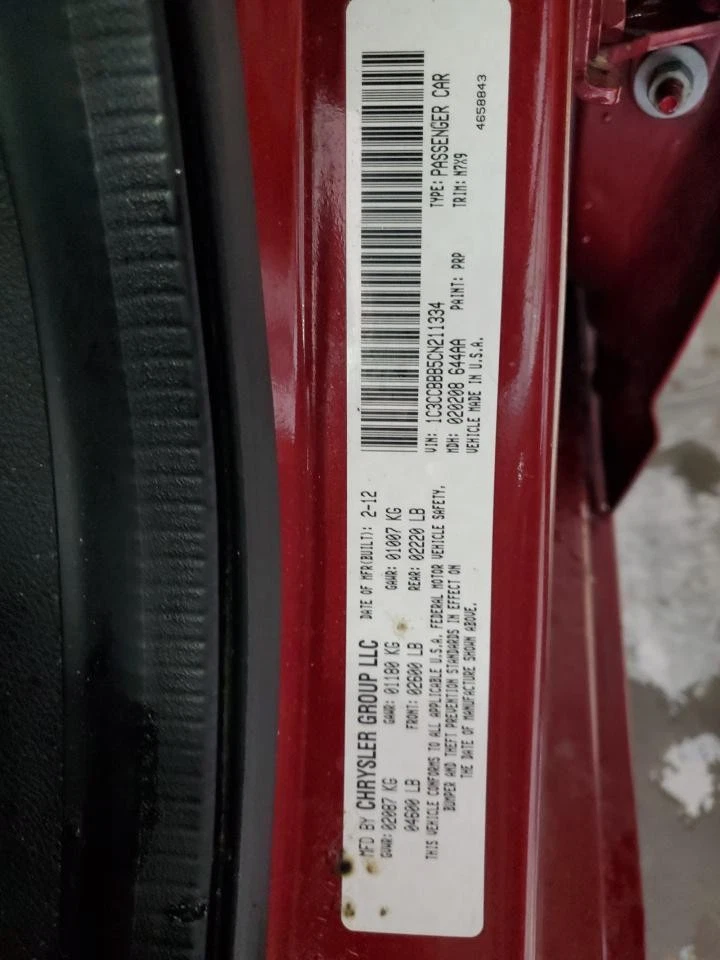 MFD BY CHRYSLER GROUP LLC
DATE OF MFR(BUILT): 2-12
GVWR: 02087 KG
GAWR: 01180 KG
GAWR: 01007 KG
04600 LB
FRONT: 02600 LB
REAR: 02220 LB
THIS VEHICLE CONFORMS TO ALL APPLICABLE U.S.A. FEDERAL MOTOR VEHICLE SAFETY,
BUMPER AND THEFT PREVENTION STANDARDS IN EFFECT ON
THE DATE OF MANUFACTURE SHOWN ABOVE.
VIN: 1C3CCBBB5CN211334
TYPE: PASSENGER CAR
MDH: 020208 644AA
PAINT: PRP
TRIM: N7X9
VEHICLE MADE IN U.S.A.
4658843